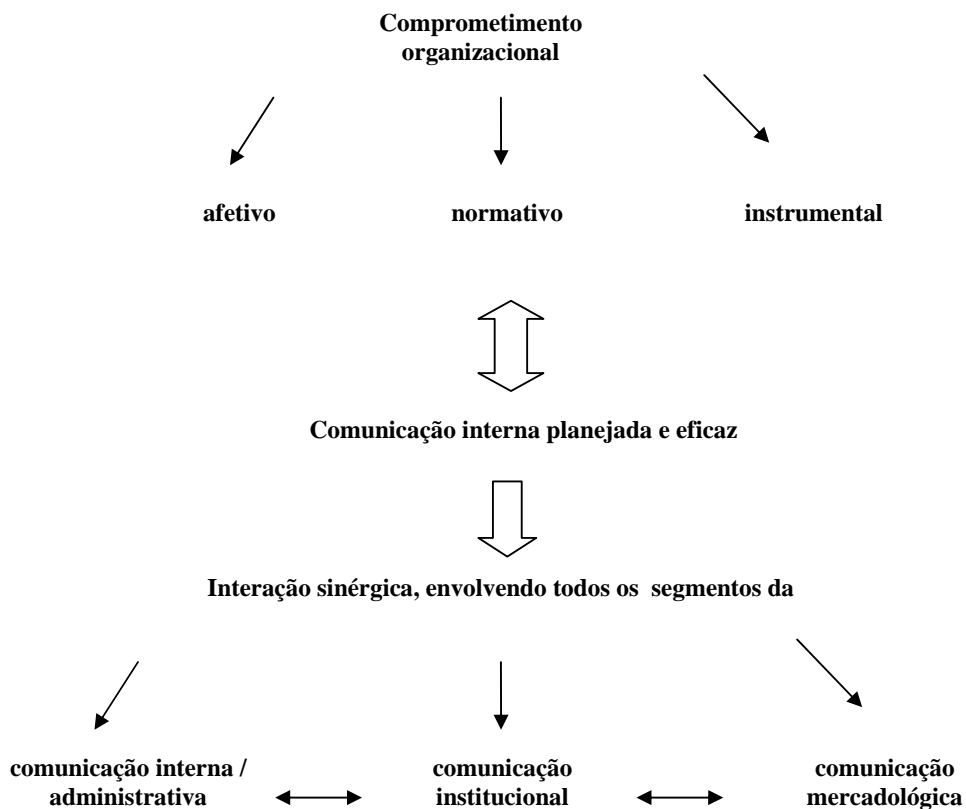 Comprometimento
organizacional
afetivo normativo instrumental
Comunicação interna planejada e eficaz
Interação sinérgica, envolvendo todos os  segmentos da
comunicação interna /
administrativa
comunicação
institucional
comunicação
mercadológica